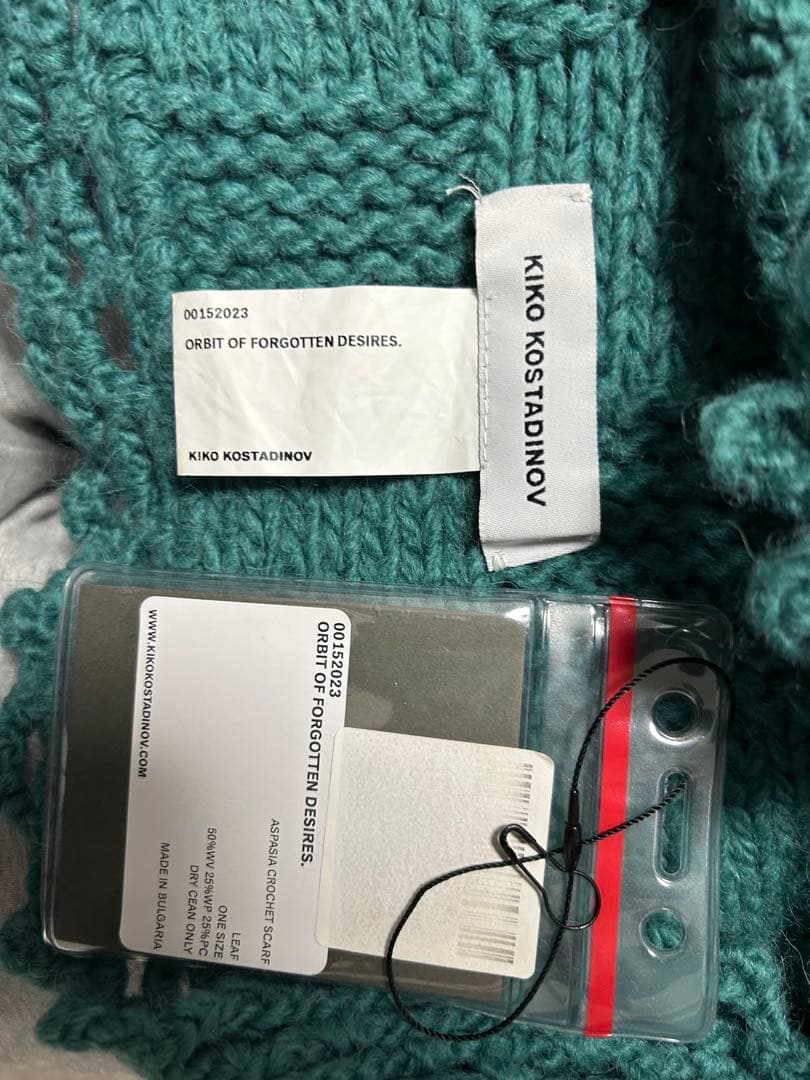 00152023
ORBIT OF FORGOTTEN DESIRES.
KIKO KOSTADINOV
KIKO KOSTADINOV
00152023
ORBIT OF FORGOTTEN DESIRES.
ASPASIA CROCHET SCARF
LEAF
ONE SIZE
50%WV 25%WP 25%PC
DRY CEAN ONLY
MADE IN BULGARIA
WWW.KIKOKOSTADINOV.COM